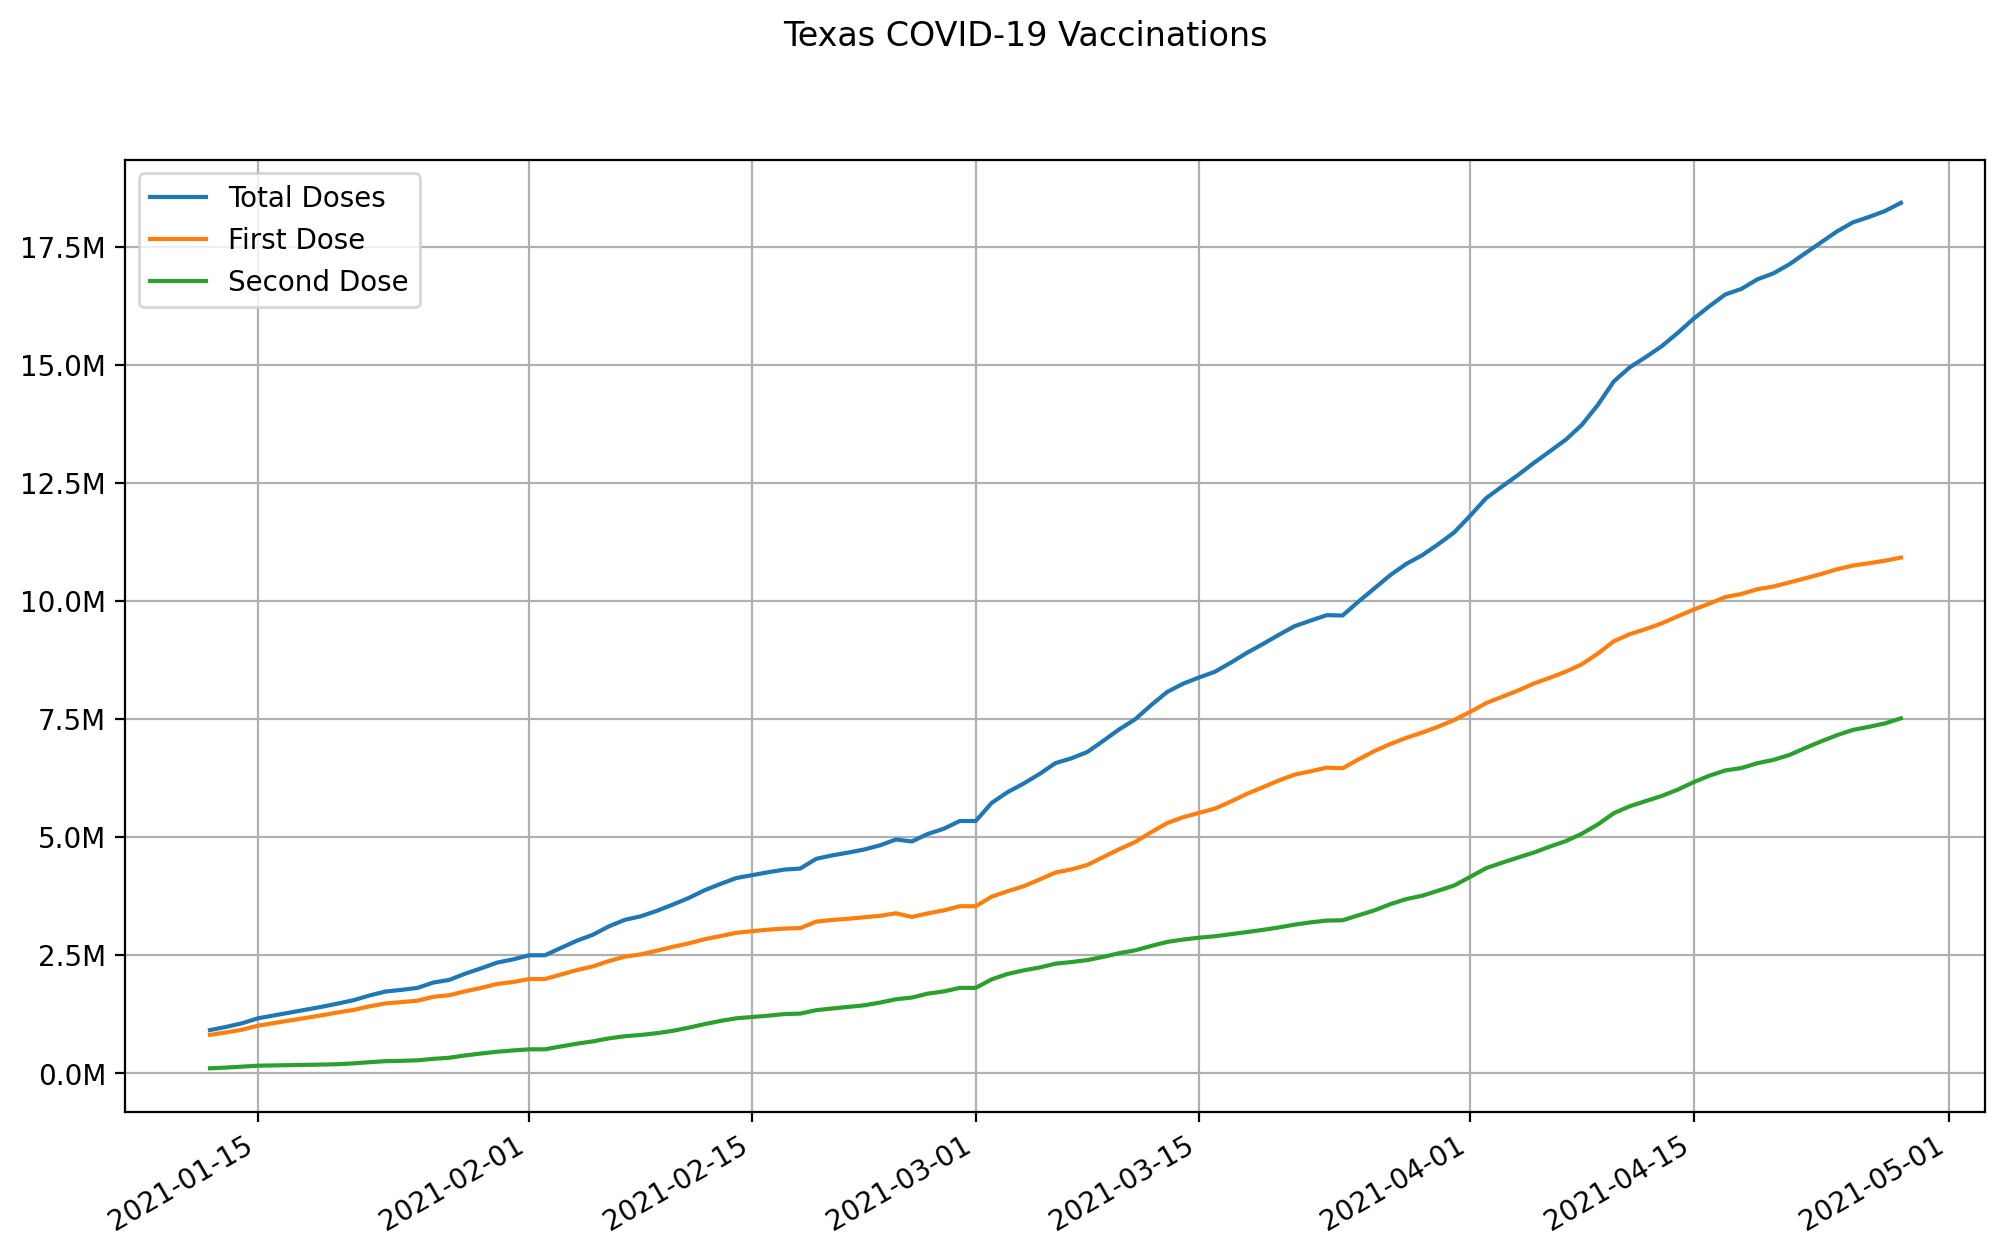 Texas COVID-19 Vaccinations
Total Doses
First Dose
Second Dose
17.5M
15.0M
12.5M
10.0M
7.5M
5.0M
2.5M
0.0M
2021-01-15
2021-02-01
2021-02-15
2021-03-01
2021-03-15
2021-04-01
2021-04-15
2021-05-01